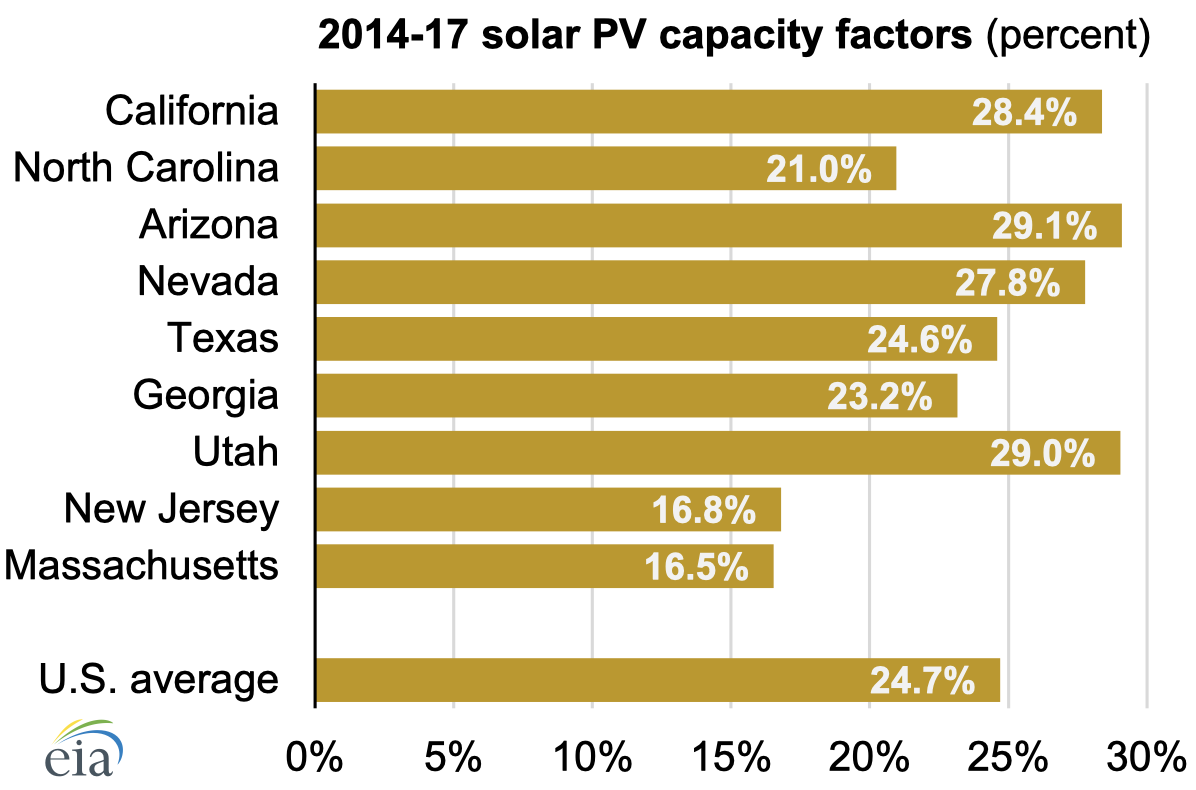 2014-17 solar PV capacity factors (percent)
California 28.4%
North Carolina 21.0%
Arizona 29.1%
Nevada 27.8%
Texas 24.6%
Georgia 23.2%
Utah 29.0%
New Jersey 16.8%
Massachusetts 16.5%
U.S. average 24.7%
0% 5% 10% 15% 20% 25% 30%
eia